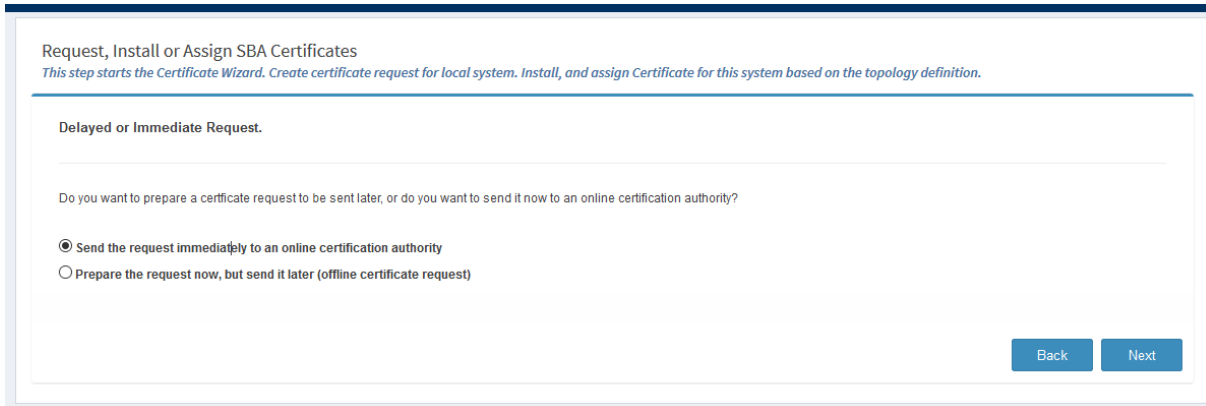 Request, Install or Assign SBA Certificates
This step starts the Certificate Wizard. Create certificate request for local system. Install, and assign Certificate for this system based on the topology definition.
Delayed or Immediate Request.
Do you want to prepare a certficate request to be sent later, or do you want to send it now to an online certification authority?
Send the request immediately to an online certification authority
Prepare the request now, but send it later (offline certificate request)
Back Next